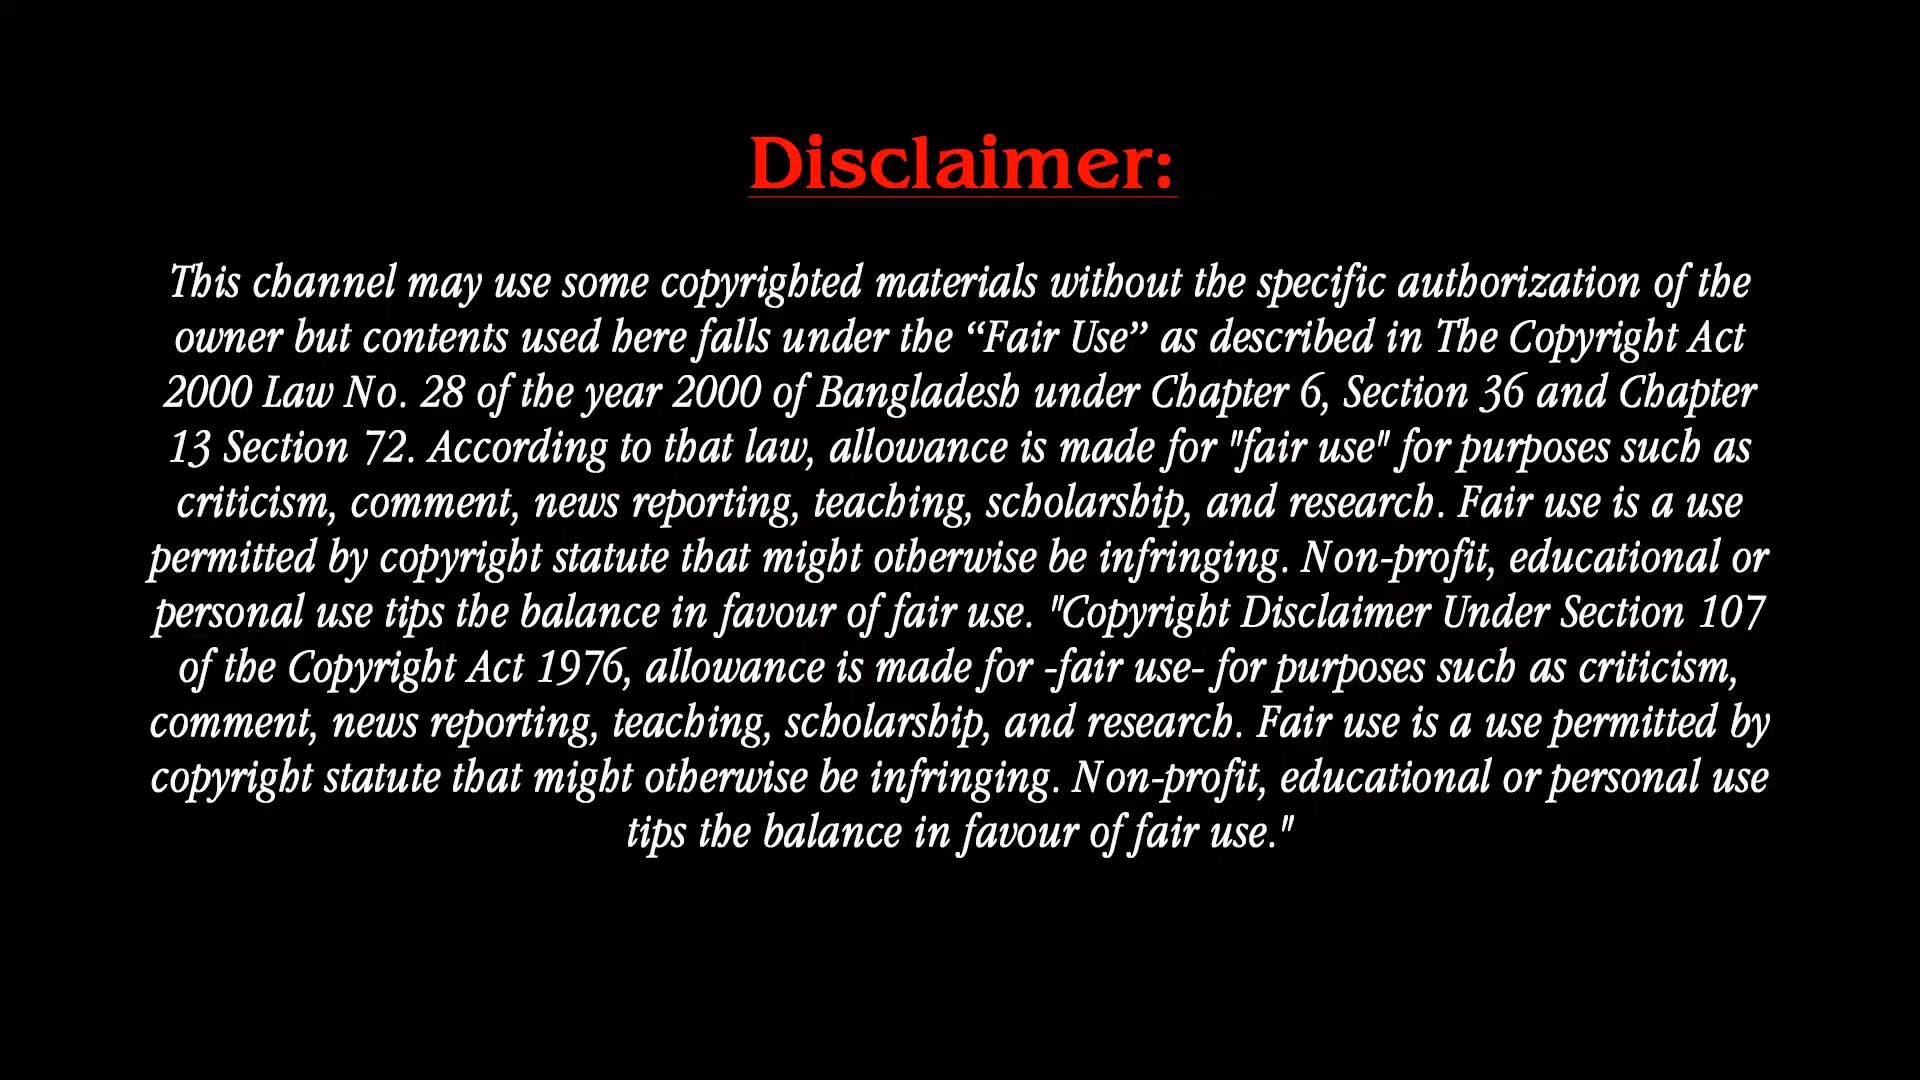 Disclaimer:
This channel may use some copyrighted materials without the specific authorization of the
owner but contents used here falls under the “Fair Use” as described in The Copyright Act
2000 Law No. 28 of the year 2000 of Bangladesh under Chapter 6, Section 36 and Chapter
13 Section 72. According to that law, allowance is made for "fair use" for purposes such as
criticism, comment, news reporting, teaching, scholarship, and research. Fair use is a use
permitted by copyright statute that might otherwise be infringing. Non-profit, educational or
personal use tips the balance in favour of fair use. "Copyright Disclaimer Under Section 107
of the Copyright Act 1976, allowance is made for -fair use- for purposes such as criticism,
comment, news reporting, teaching, scholarship, and research. Fair use is a use permitted by
copyright statute that might otherwise be infringing. Non-profit, educational or personal use
tips the balance in favour of fair use."